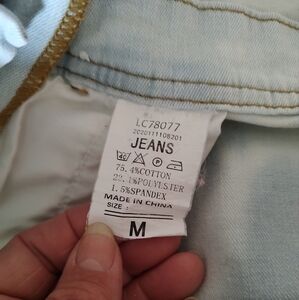 LC78077
2020111108201
JEANS
75.4%COTTON
23.1%POLYESTER
1.5%SPANDEX
MADE IN CHINA
SIZE:
M